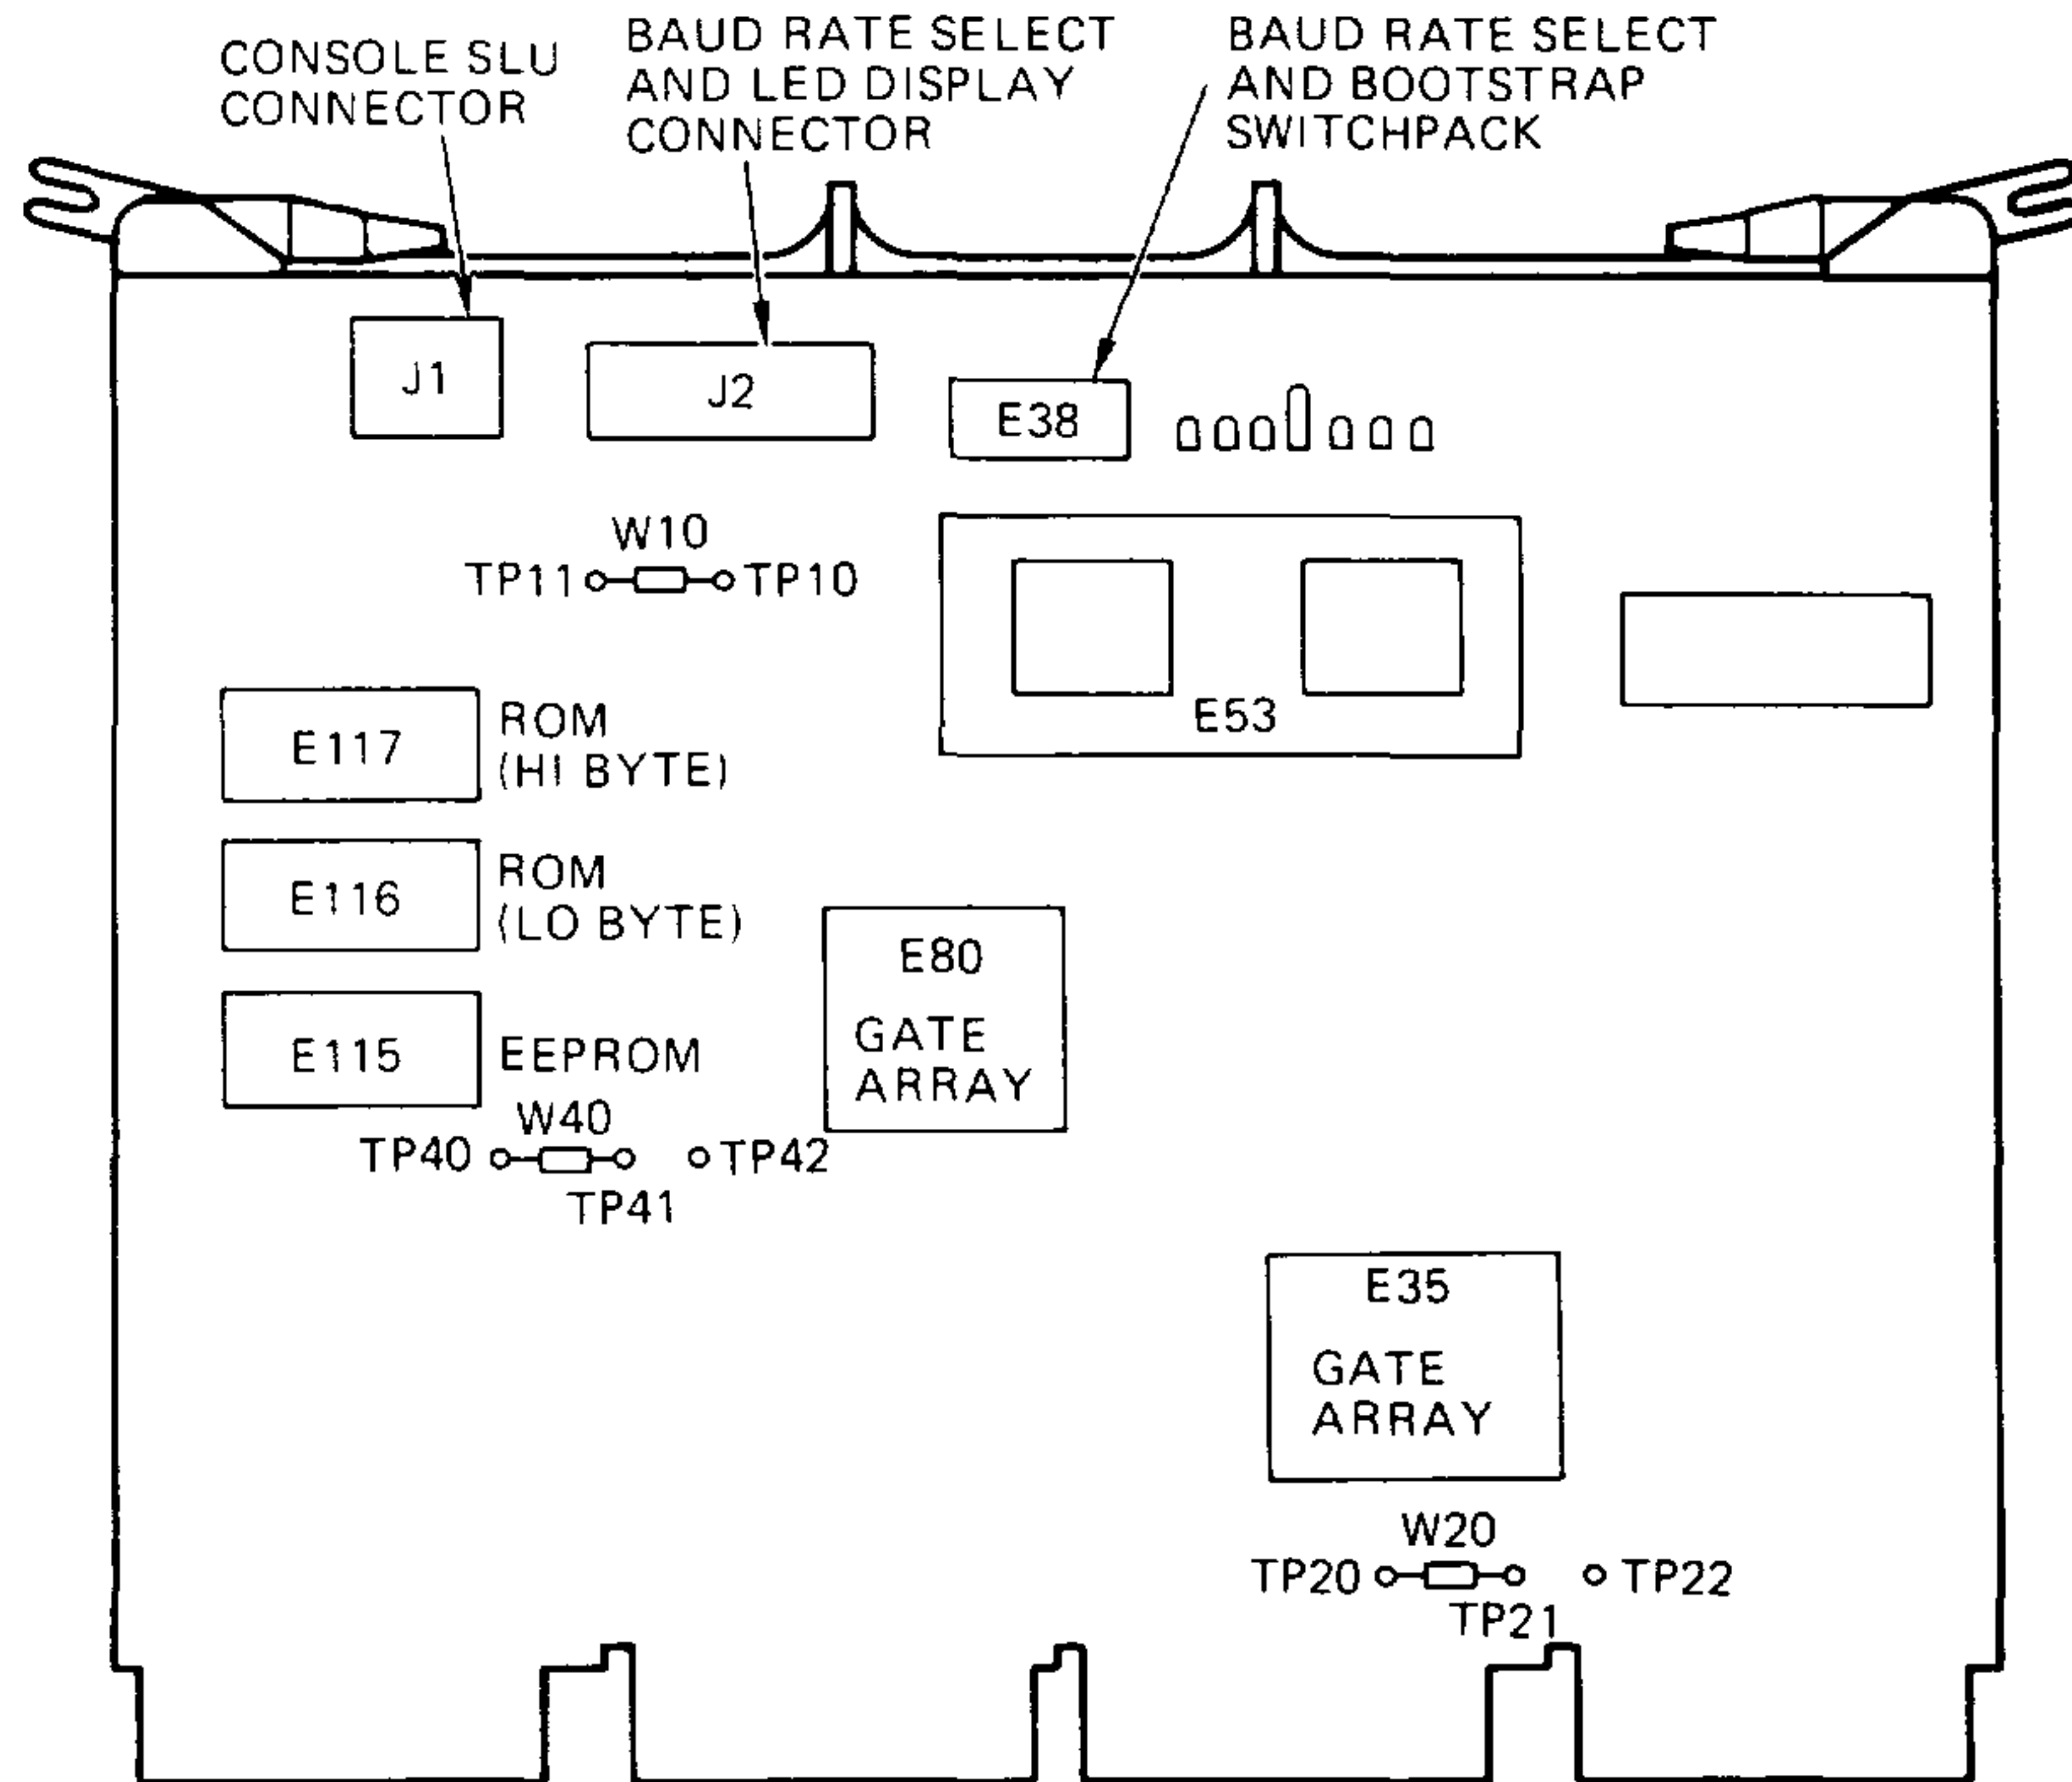 CONSOLE SLU
CONNECTOR
BAUD RATE SELECT
AND LED DISPLAY
CONNECTOR
BAUD RATE SELECT
AND BOOTSTRAP
SWITCHPACK
J1
J2
E38
W10
TP11
TP10
E53
E117
ROM
(HI BYTE)
E116
ROM
(LO BYTE)
E80
GATE
ARRAY
E115
EEPROM
W40
TP40
TP42
TP41
E35
GATE
ARRAY
W20
TP20
TP22
TP21